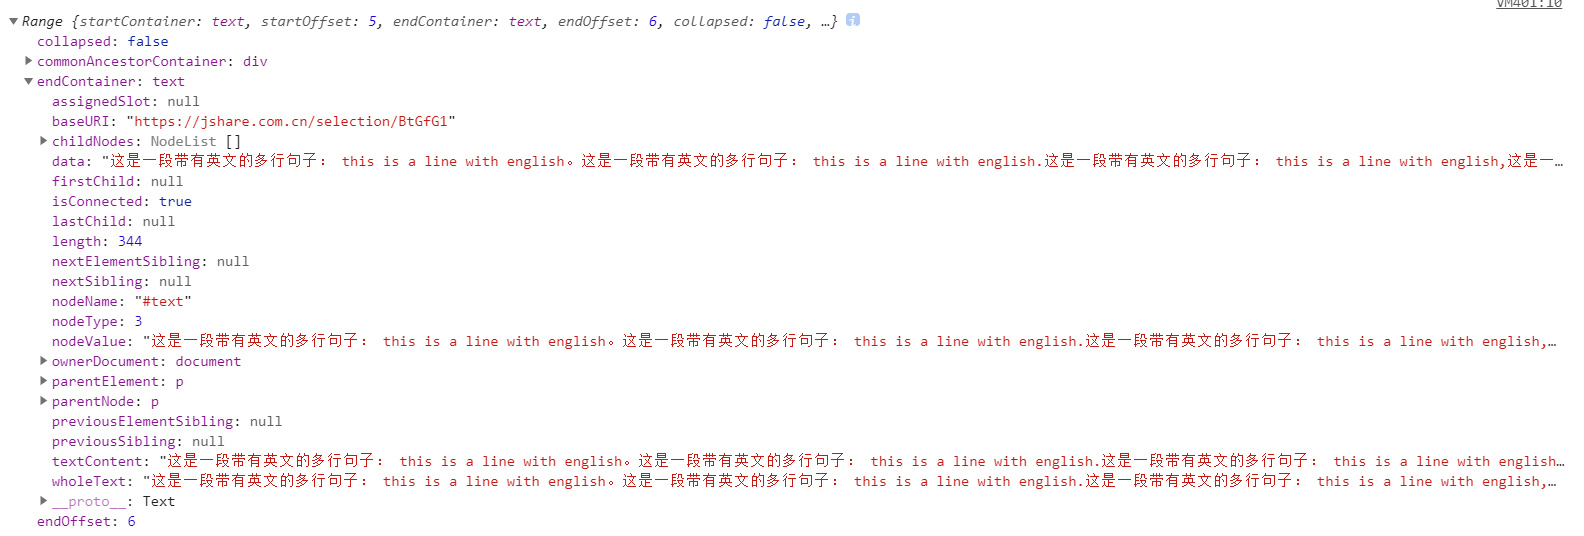 VM401:10
Range {startContainer: text, startOffset: 5, endContainer: text, endOffset: 6, collapsed: false, …}
collapsed: false
commonAncestorContainer: div
endContainer: text
assignedSlot: null
baseURI: "https://jshare.com.cn/selection/BtGfG1"
childNodes: NodeList []
data: "这是一段带有英文的多行句子： this is a line with english。这是一段带有英文的多行句子： this is a line with english.这是一段带有英文的多行句子： this is a line with english,这是一…
firstChild: null
isConnected: true
lastChild: null
length: 344
nextElementSibling: null
nextSibling: null
nodeName: "#text"
nodeType: 3
nodeValue: "这是一段带有英文的多行句子： this is a line with english。这是一段带有英文的多行句子： this is a line with english.这是一段带有英文的多行句子： this is a line with english,…
ownerDocument: document
parentElement: p
parentNode: p
previousElementSibling: null
previousSibling: null
textContent: "这是一段带有英文的多行句子： this is a line with english。这是一段带有英文的多行句子： this is a line with english.这是一段带有英文的多行句子： this is a line with english…
wholeText: "这是一段带有英文的多行句子： this is a line with english。这是一段带有英文的多行句子： this is a line with english.这是一段带有英文的多行句子： this is a line with english,…
__proto__: Text
endOffset: 6